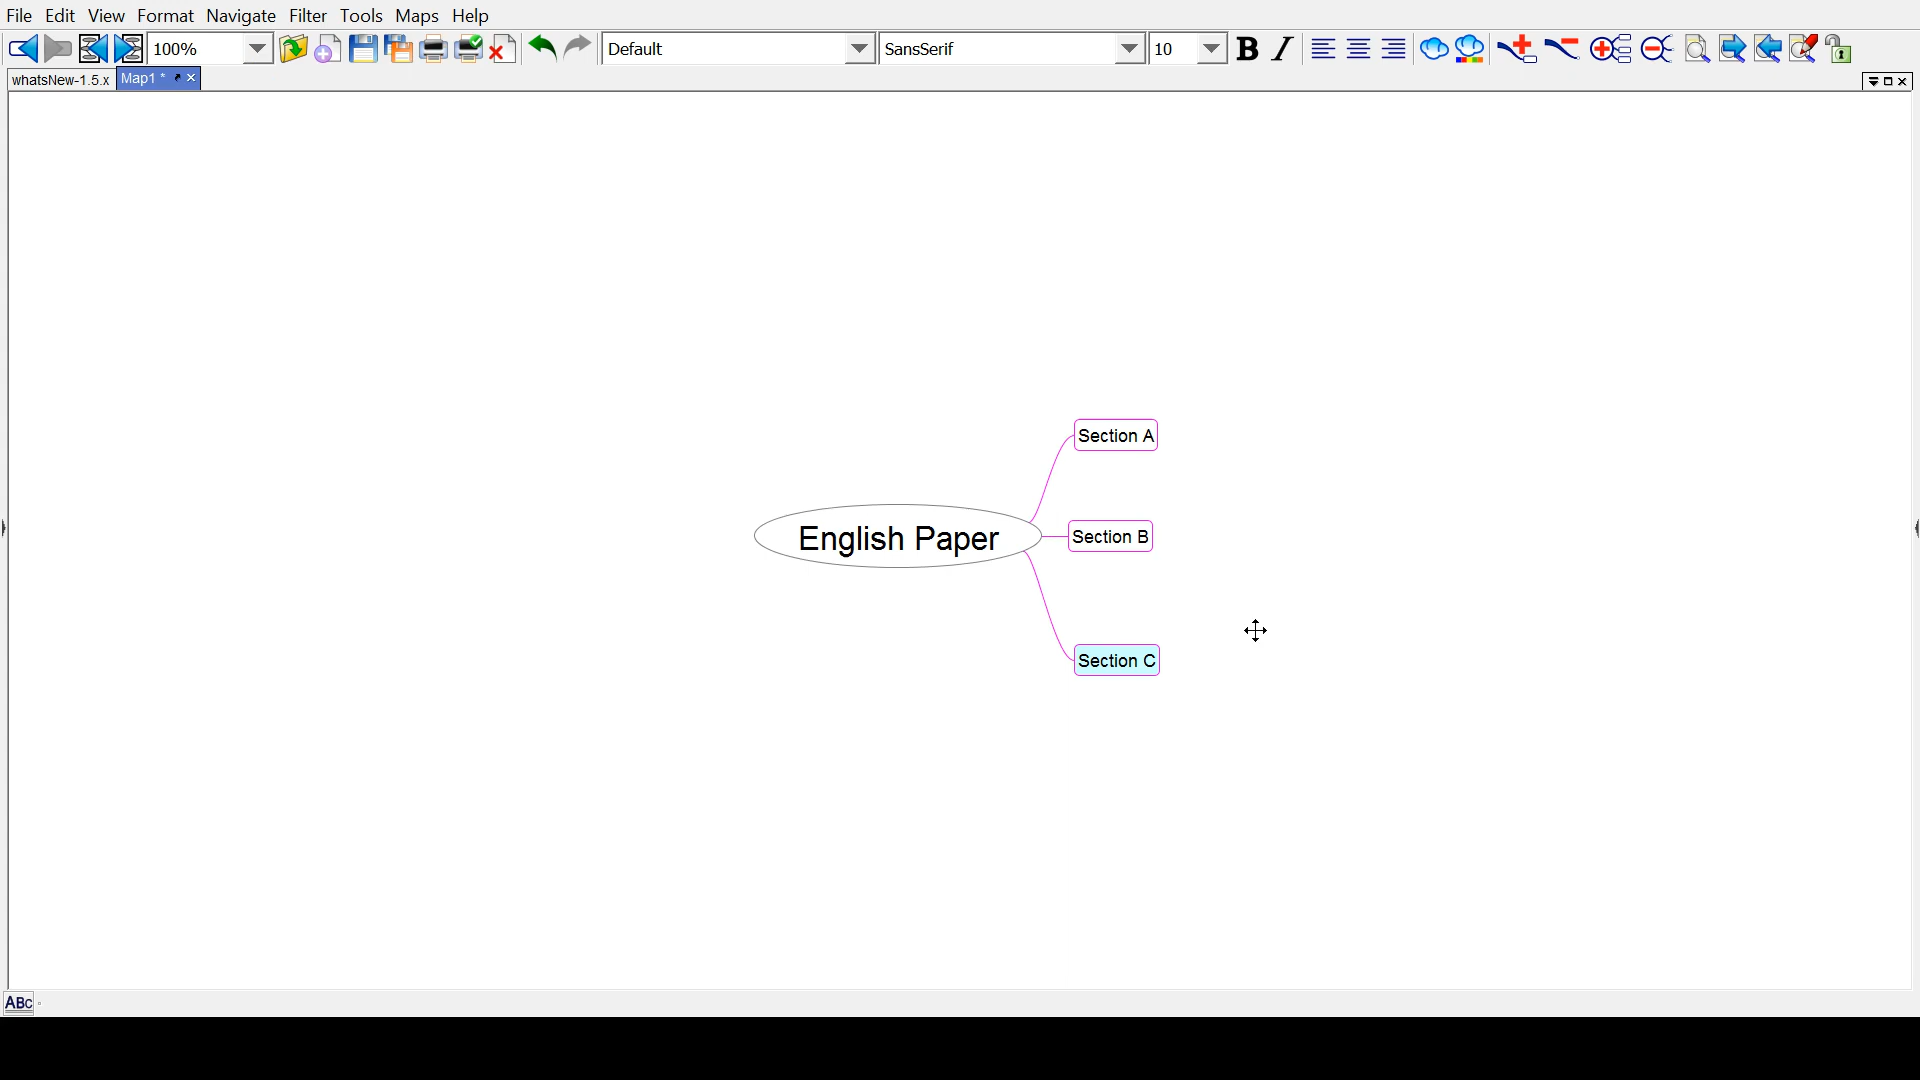 File Edit View Format Navigate Filter Tools Maps Help
100% Default SansSerif 10 B I
whatsNew-1.5.x Map1 *
Section A
English Paper Section B
Section C
ABC